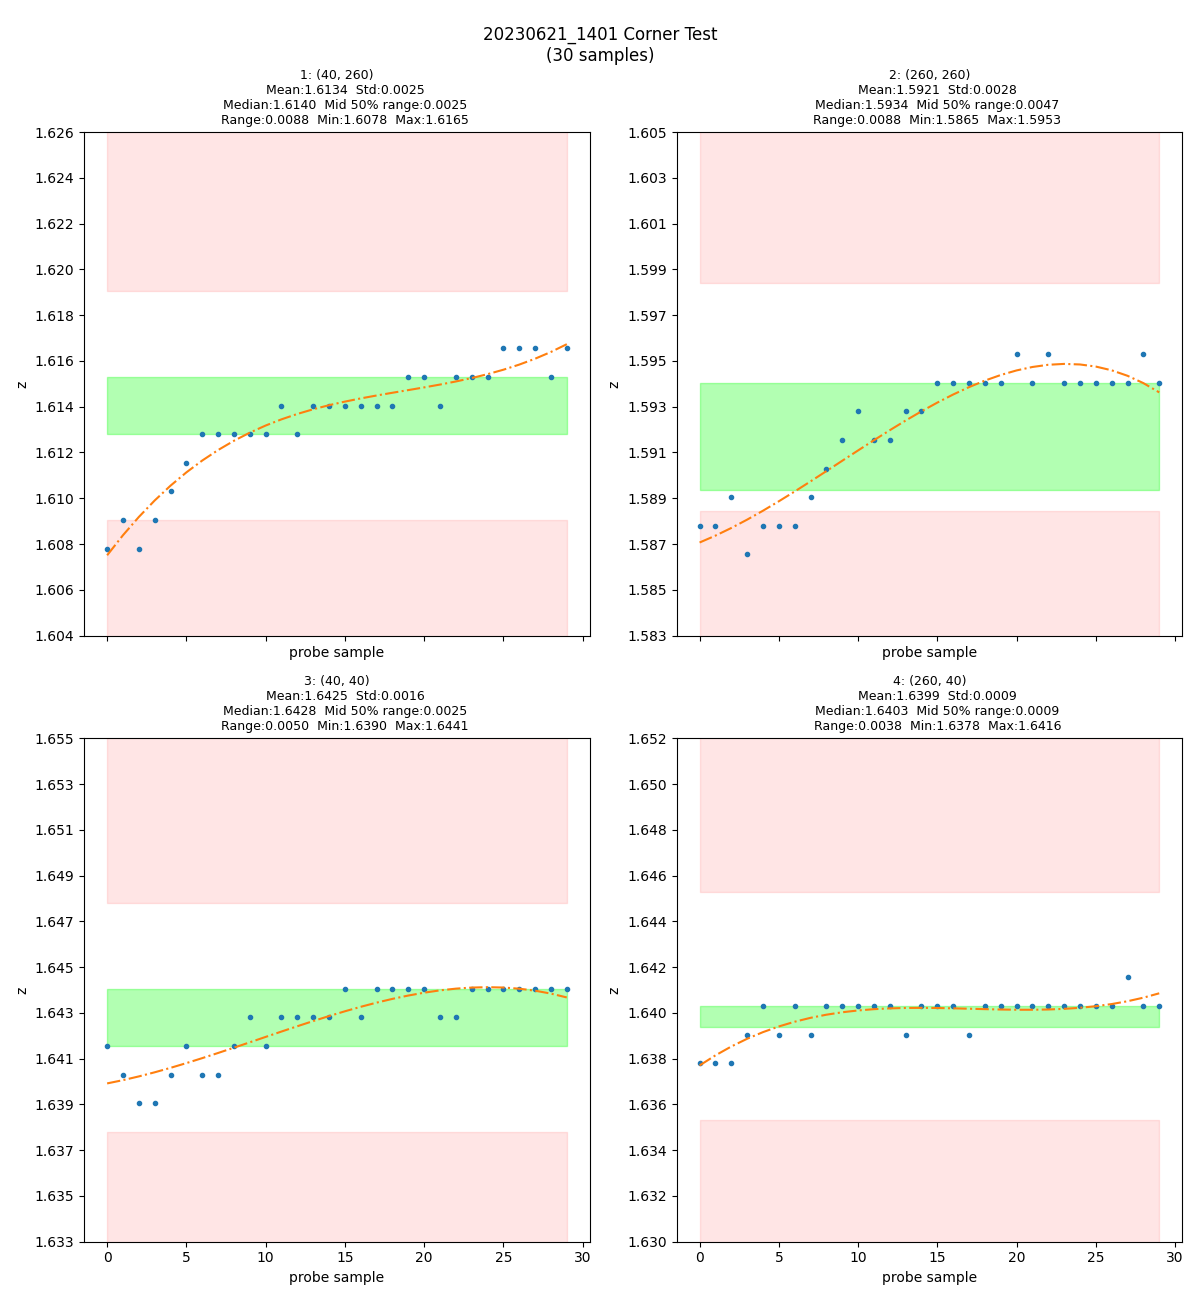 20230621_1401 Corner Test
(30 samples)
1: (40, 260)
Mean:1.6134  Std:0.0025
Median:1.6140  Mid 50% range:0.0025
Range:0.0088  Min:1.6078  Max:1.6165
1.626
1.624
1.622
1.620
1.618
1.616
1.614
1.612
1.610
1.608
1.606
1.604
z
probe sample
2: (260, 260)
Mean:1.5921  Std:0.0028
Median:1.5934  Mid 50% range:0.0047
Range:0.0088  Min:1.5865  Max:1.5953
1.605
1.603
1.601
1.599
1.597
1.595
1.593
1.591
1.589
1.587
1.585
1.583
z
probe sample
3: (40, 40)
Mean:1.6425  Std:0.0016
Median:1.6428  Mid 50% range:0.0025
Range:0.0050  Min:1.6390  Max:1.6441
1.655
1.653
1.651
1.649
1.647
1.645
1.643
1.641
1.639
1.637
1.635
1.633
z
0 5 10 15 20 25 30
probe sample
4: (260, 40)
Mean:1.6399  Std:0.0009
Median:1.6403  Mid 50% range:0.0009
Range:0.0038  Min:1.6378  Max:1.6416
1.652
1.650
1.648
1.646
1.644
1.642
1.640
1.638
1.636
1.634
1.632
1.630
z
0 5 10 15 20 25 30
probe sample